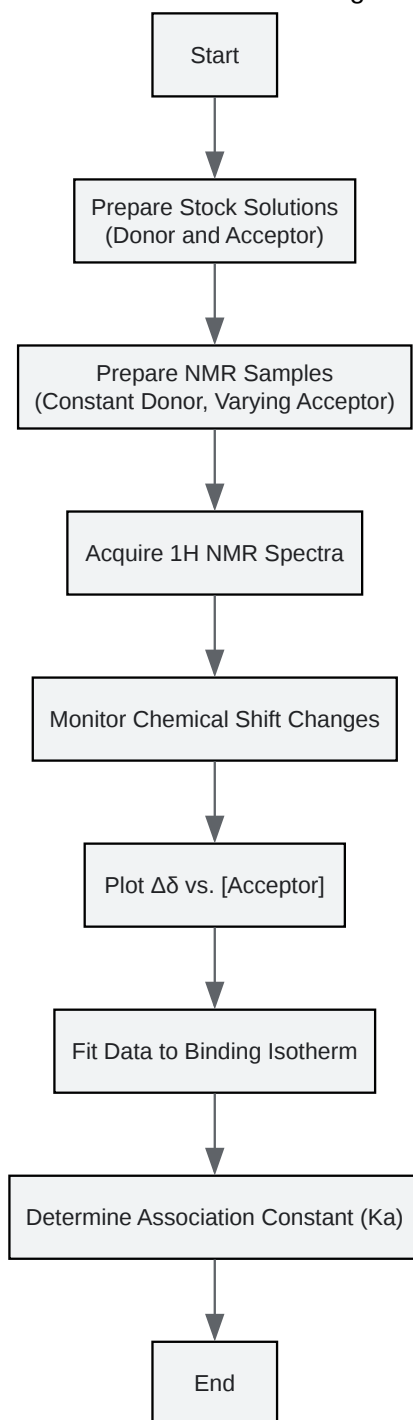 Start
Prepare Stock Solutions
(Donor and Acceptor)
Prepare NMR Samples
(Constant Donor, Varying Acceptor)
Acquire 1H NMR Spectra
Monitor Chemical Shift Changes
Plot Δδ vs. [Acceptor]
Fit Data to Binding Isotherm
Determine Association Constant (Ka)
End